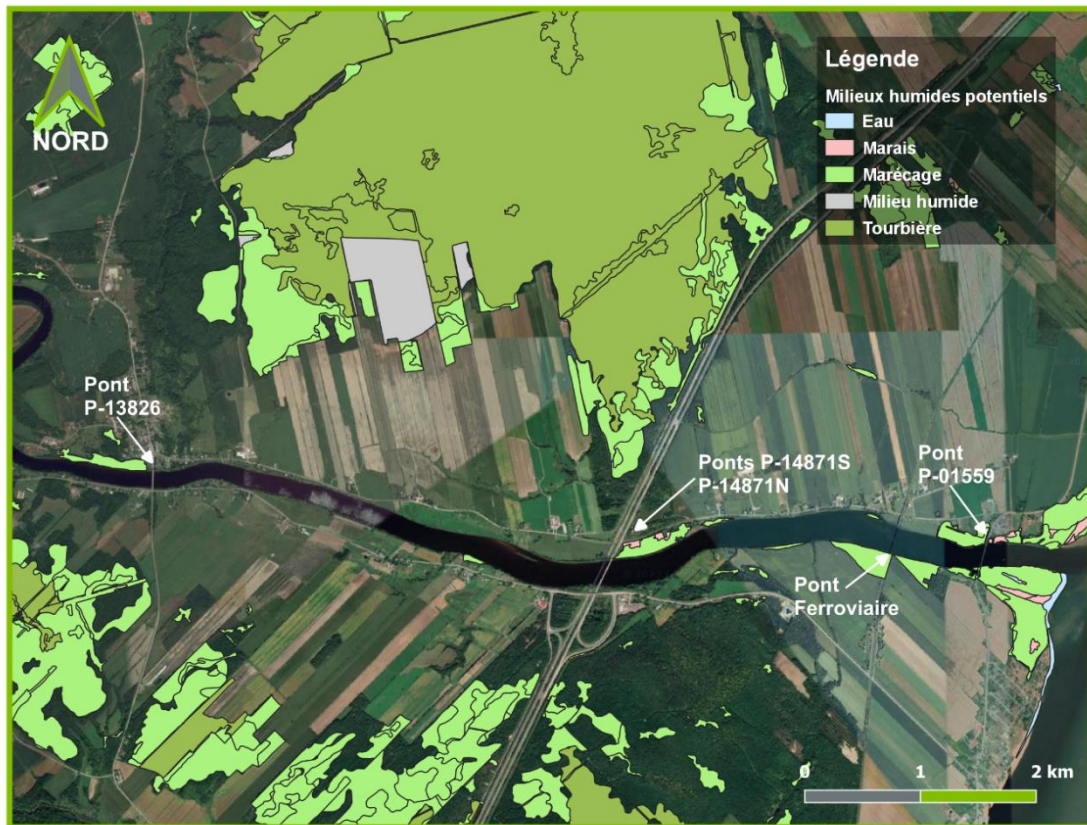 NORD
Légende
Milieux humides potentiels
Eau
Marais
Marécage
Milieu humide
Tourbière
Pont
P-13826
Ponts P-14871S
P-14871N
Pont
P-01559
Pont
Ferroviaire
0 1 2 km